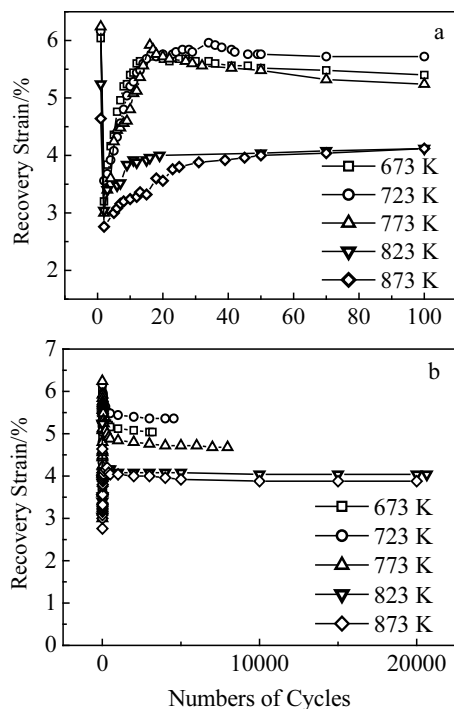 a
Recovery Strain/%
6
5
4
3
2
673 K
723 K
773 K
823 K
873 K
0 20 40 60 80 100
b
Recovery Strain/%
7
6
5
4
3
2
1
0
673 K
723 K
773 K
823 K
873 K
0 10000 20000
Numbers of Cycles